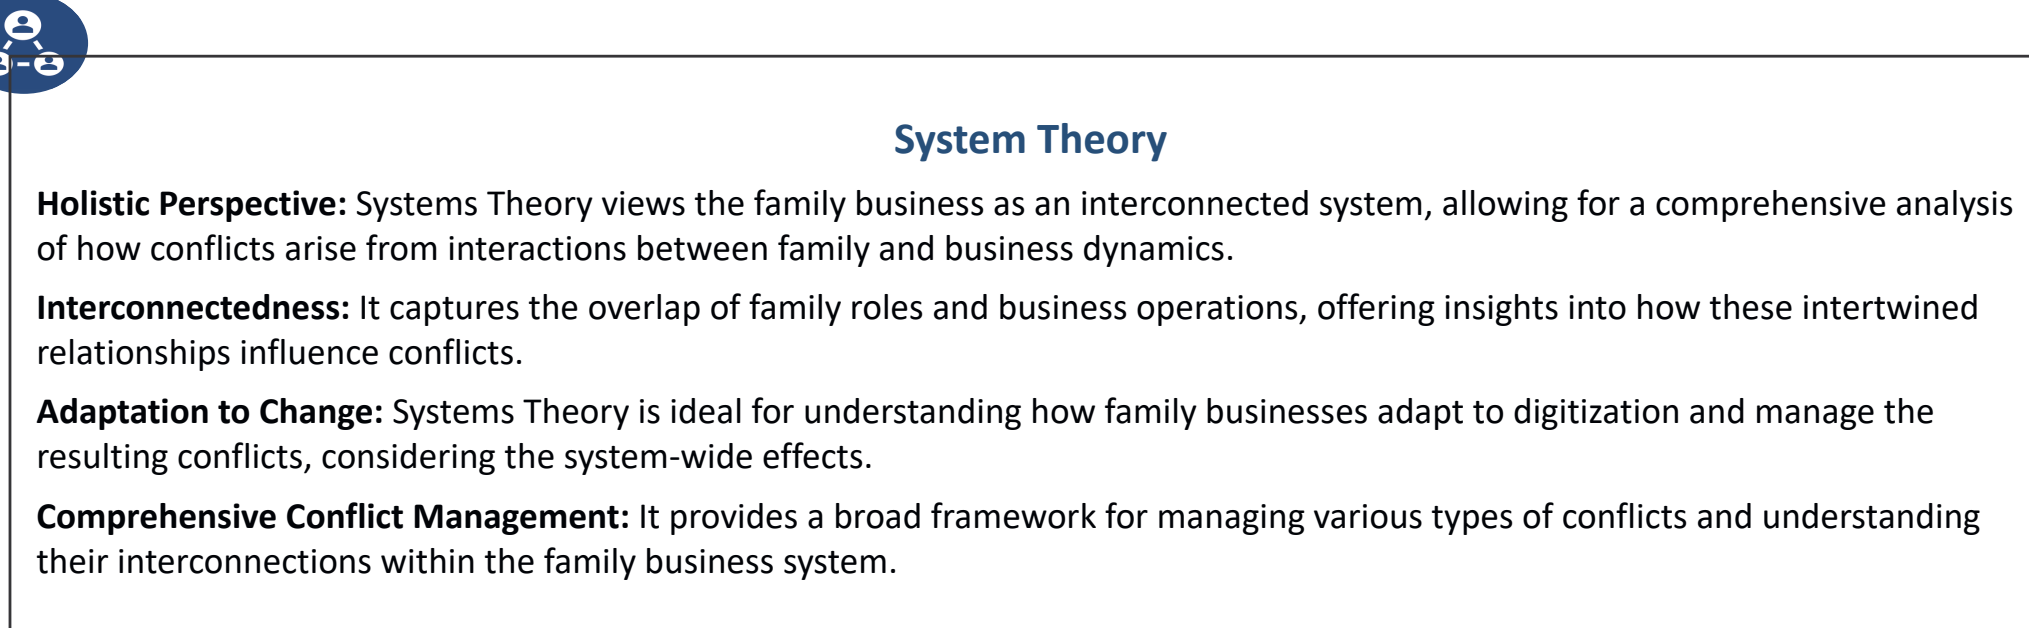 System Theory
Holistic Perspective: Systems Theory views the family business as an interconnected system, allowing for a comprehensive analysis
of how conflicts arise from interactions between family and business dynamics.
Interconnectedness: It captures the overlap of family roles and business operations, offering insights into how these intertwined
relationships influence conflicts.
Adaptation to Change: Systems Theory is ideal for understanding how family businesses adapt to digitization and manage the
resulting conflicts, considering the system-wide effects.
Comprehensive Conflict Management: It provides a broad framework for managing various types of conflicts and understanding
their interconnections within the family business system.